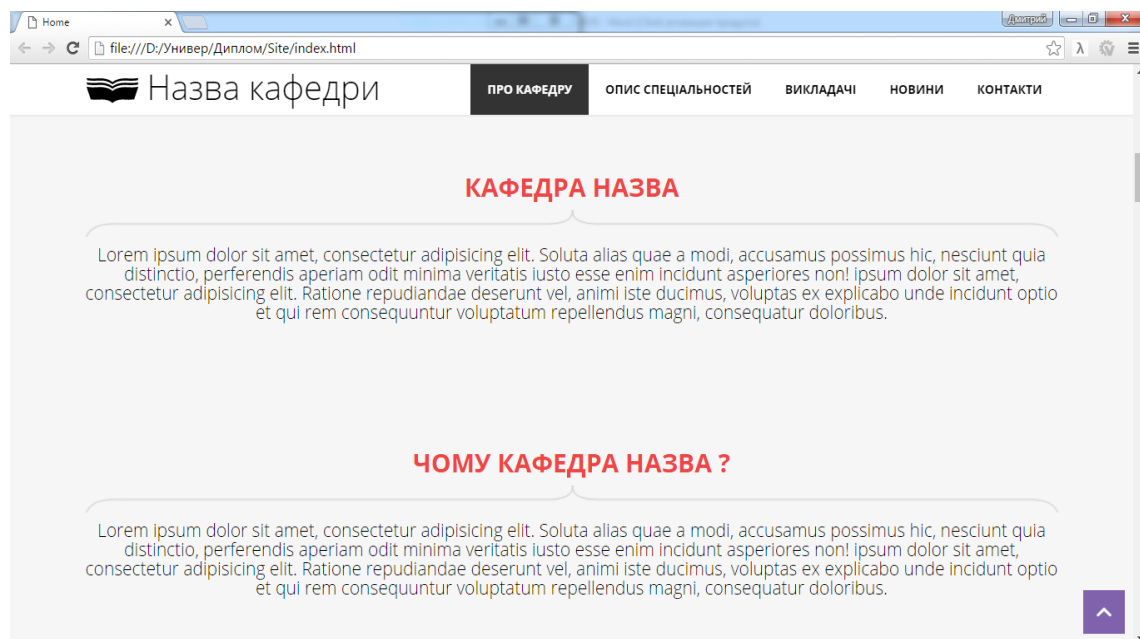 Home
Дмитрий
file:///D:/Универ/Диплом/Site/index.html
Назва кафедри
ПРО КАФЕДРУ ОПИС СПЕЦІАЛЬНОСТЕЙ ВИКЛАДАЧІ НОВИНИ КОНТАКТИ
КАФЕДРА НАЗВА
Lorem ipsum dolor sit amet, consectetur adipisicing elit. Soluta alias quae a modi, accusamus possimus hic, nesciunt quia
distinctio, perferendis aperiam odit minima veritatis iusto esse enim incidunt asperiores non! ipsum dolor sit amet,
consectetur adipisicing elit. Ratione repudiandae deserunt vel, animi iste ducimus, voluptas ex explicabo unde incidunt optio
et qui rem consequuntur voluptatum repellendus magni, consequatur doloribus.
ЧОМУ КАФЕДРА НАЗВА ?
Lorem ipsum dolor sit amet, consectetur adipisicing elit. Soluta alias quae a modi, accusamus possimus hic, nesciunt quia
distinctio, perferendis aperiam odit minima veritatis iusto esse enim incidunt asperiores non! ipsum dolor sit amet,
consectetur adipisicing elit. Ratione repudiandae deserunt vel, animi iste ducimus, voluptas ex explicabo unde incidunt optio
et qui rem consequuntur voluptatum repellendus magni, consequatur doloribus.